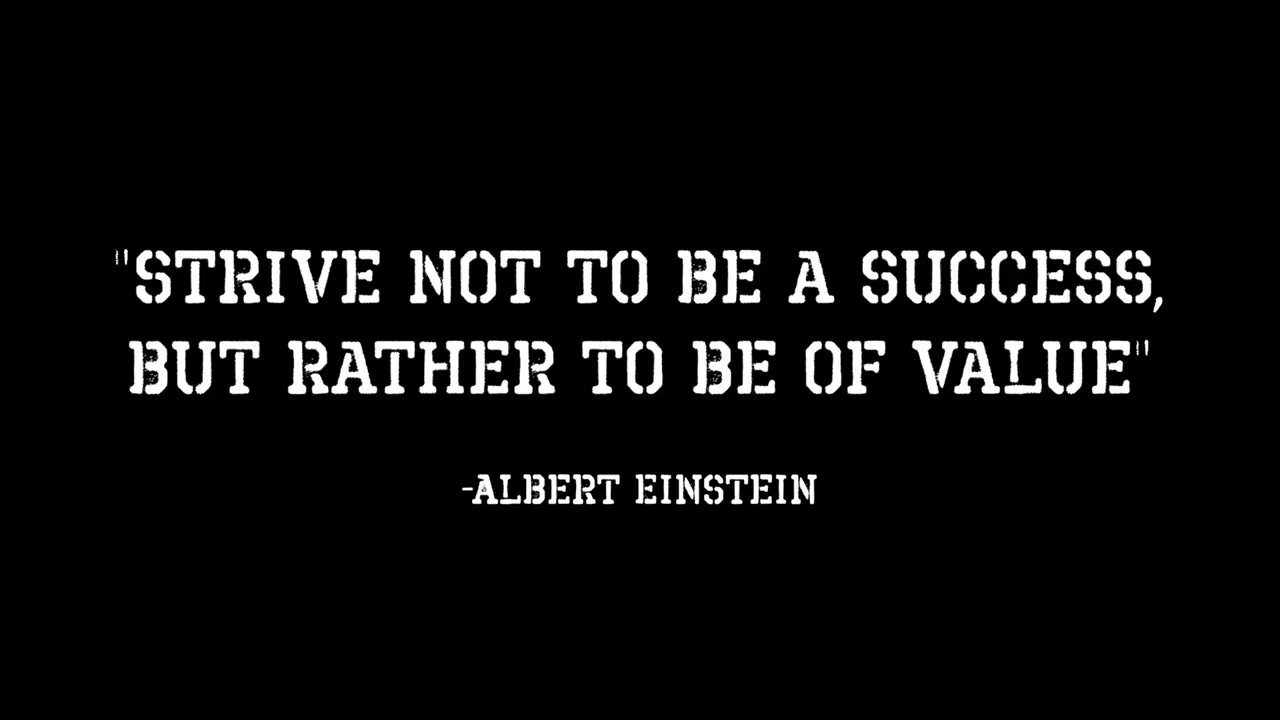 "STRIVE NOT TO BE A SUCCESS,
BUT RATHER TO BE OF VALUE"
-ALBERT EINSTEIN